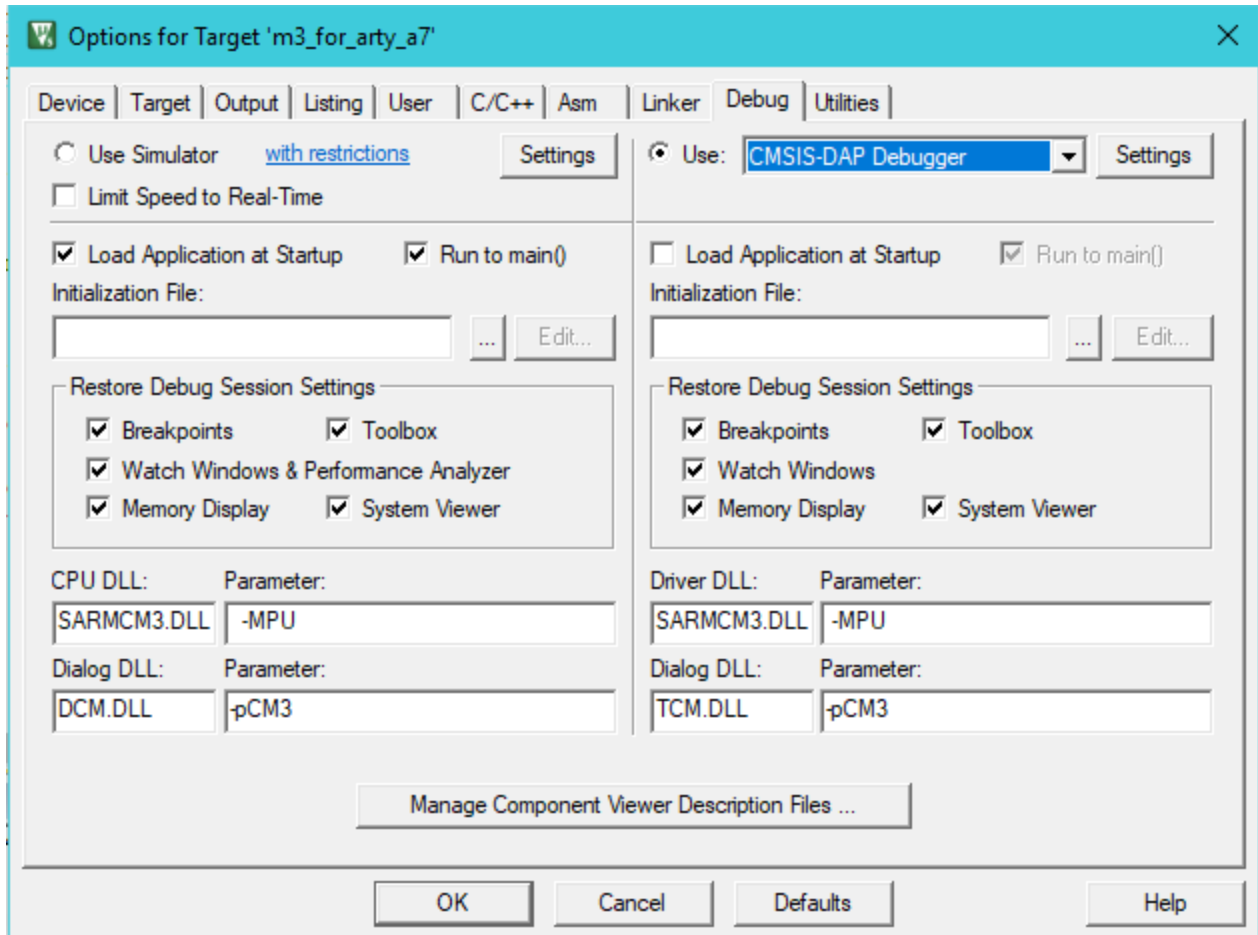 Options for Target 'm3_for_arty_a7'
Device Target Output Listing User C/C++ Asm Linker Debug Utilities
Use Simulator with restrictions Settings
Limit Speed to Real-Time
Use: CMSIS-DAP Debugger Settings
Load Application at Startup Run to main()
Initialization File:
... Edit...
Load Application at Startup Run to main()
Initialization File:
... Edit...
Restore Debug Session Settings
Breakpoints Toolbox
Watch Windows & Performance Analyzer
Memory Display System Viewer
Restore Debug Session Settings
Breakpoints Toolbox
Watch Windows
Memory Display System Viewer
CPU DLL: Parameter:
SARMCM3.DLL -MPU
Dialog DLL: Parameter:
DCM.DLL -pCM3
Driver DLL: Parameter:
SARMCM3.DLL -MPU
Dialog DLL: Parameter:
TCM.DLL -pCM3
Manage Component Viewer Description Files ...
OK Cancel Defaults Help